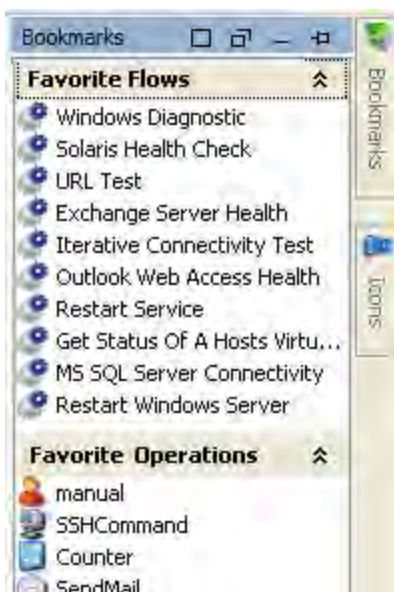 Bookmarks
Favorite Flows
Windows Diagnostic
Solaris Health Check
URL Test
Exchange Server Health
Iterative Connectivity Test
Outlook Web Access Health
Restart Service
Get Status Of A Hosts Virtu...
MS SQL Server Connectivity
Restart Windows Server
Favorite Operations
manual
SSHCommand
Counter
SendMail
Bookmarks
Icons